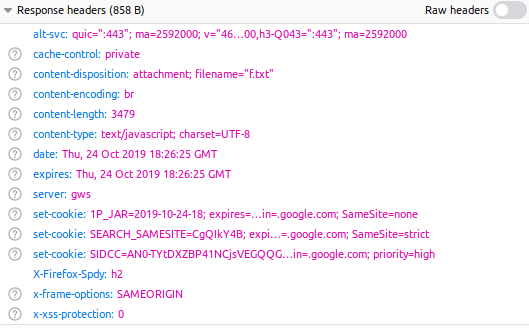 Response headers (858 B) Raw headers
alt-svc: quic=":443"; ma=2592000; v="46…00,h3-Q043=":443"; ma=2592000
cache-control: private
content-disposition: attachment; filename="f.txt"
content-encoding: br
content-length: 3479
content-type: text/javascript; charset=UTF-8
date: Thu, 24 Oct 2019 18:26:25 GMT
expires: Thu, 24 Oct 2019 18:26:25 GMT
server: gws
set-cookie: 1P_JAR=2019-10-24-18; expires=…in=.google.com; SameSite=none
set-cookie: SEARCH_SAMESITE=CgQIkY4B; expi…=.google.com; SameSite=strict
set-cookie: SIDCC=AN0-TYtDXZBP41NCjsVEGQQG…in=.google.com; priority=high
X-Firefox-Spdy: h2
x-frame-options: SAMEORIGIN
x-xss-protection: 0